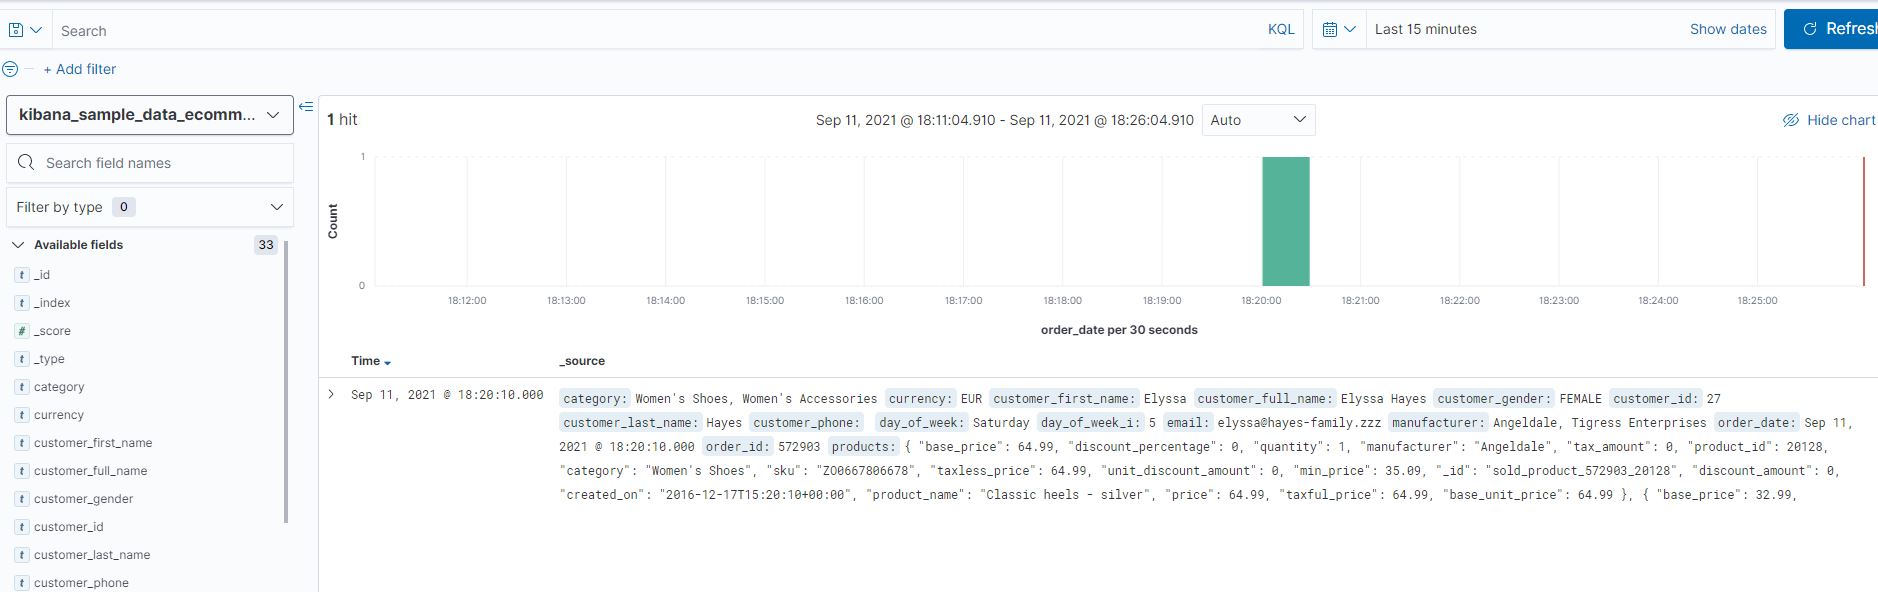 Search KQL Last 15 minutes Show dates Refresh
+ Add filter
kibana_sample_data_ecomm...
1 hit Sep 11, 2021 @ 18:11:04.910 - Sep 11, 2021 @ 18:26:04.910 Auto Hide chart
Search field names
Filter by type 0
Available fields 33
t _id
t _index
# _score
t _type
t category
t currency
t customer_first_name
t customer_full_name
t customer_gender
t customer_id
t customer_last_name
t customer_phone
1
Count
0
18:12:00 18:13:00 18:14:00 18:15:00 18:16:00 18:17:00 18:18:00 18:19:00 18:20:00 18:21:00 18:22:00 18:23:00 18:24:00 18:25:00
order_date per 30 seconds
Time _source
Sep 11, 2021 @ 18:20:10.000 category: Women's Shoes, Women's Accessories currency: EUR customer_first_name: Elyssa customer_full_name: Elyssa Hayes customer_gender: FEMALE customer_id: 27
customer_last_name: Hayes customer_phone: day_of_week: Saturday day_of_week_i: 5 email: elyssa@hayes-family.zzz manufacturer: Angeldale, Tigress Enterprises order_date: Sep 11,
2021 @ 18:20:10.000 order_id: 572903 products: { "base_price": 64.99, "discount_percentage": 0, "quantity": 1, "manufacturer": "Angeldale", "tax_amount": 0, "product_id": 20128,
"category": "Women's Shoes", "sku": "ZO0667806678", "taxless_price": 64.99, "unit_discount_amount": 0, "min_price": 35.09, "_id": "sold_product_572903_20128", "discount_amount": 0,
"created_on": "2016-12-17T15:20:10+00:00", "product_name": "Classic heels - silver", "price": 64.99, "taxful_price": 64.99, "base_unit_price": 64.99 }, { "base_price": 32.99,